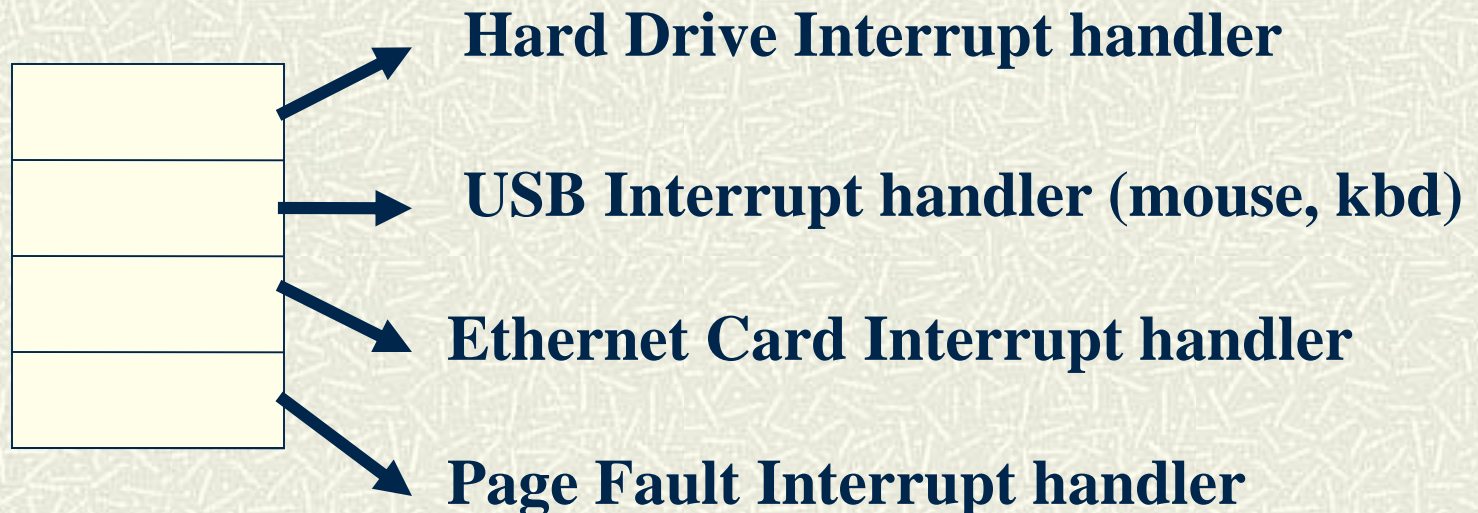 Hard Drive Interrupt handler
USB Interrupt handler (mouse, kbd)
Ethernet Card Interrupt handler
Page Fault Interrupt handler